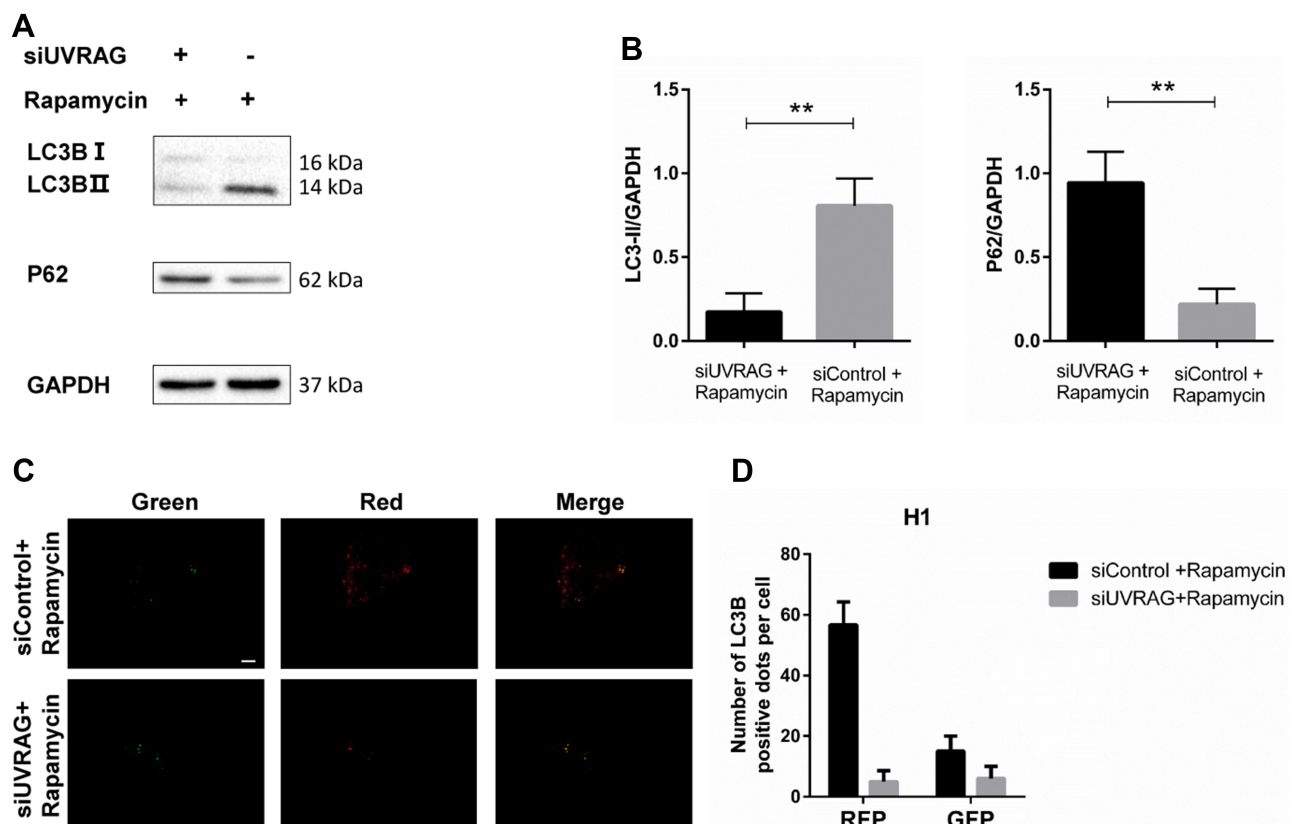 A
siUVRAG + -
Rapamycin + +
LC3B I
16 kDa
LC3B II
14 kDa
P62
62 kDa
GAPDH
37 kDa
B
1.5
1.0
0.5
0.0
LC3-II/GAPDH
**
siUVRAG +
Rapamycin
siControl +
Rapamycin
1.5
1.0
0.5
0.0
P62/GAPDH
**
siUVRAG +
Rapamycin
siControl +
Rapamycin
C
Green Red Merge
siControl+
Rapamycin
siUVRAG+
Rapamycin
D
H1
80
60
40
20
0
Number of LC3B
positive dots per cell
siControl +Rapamycin
siUVRAG+Rapamycin
RFP GFP